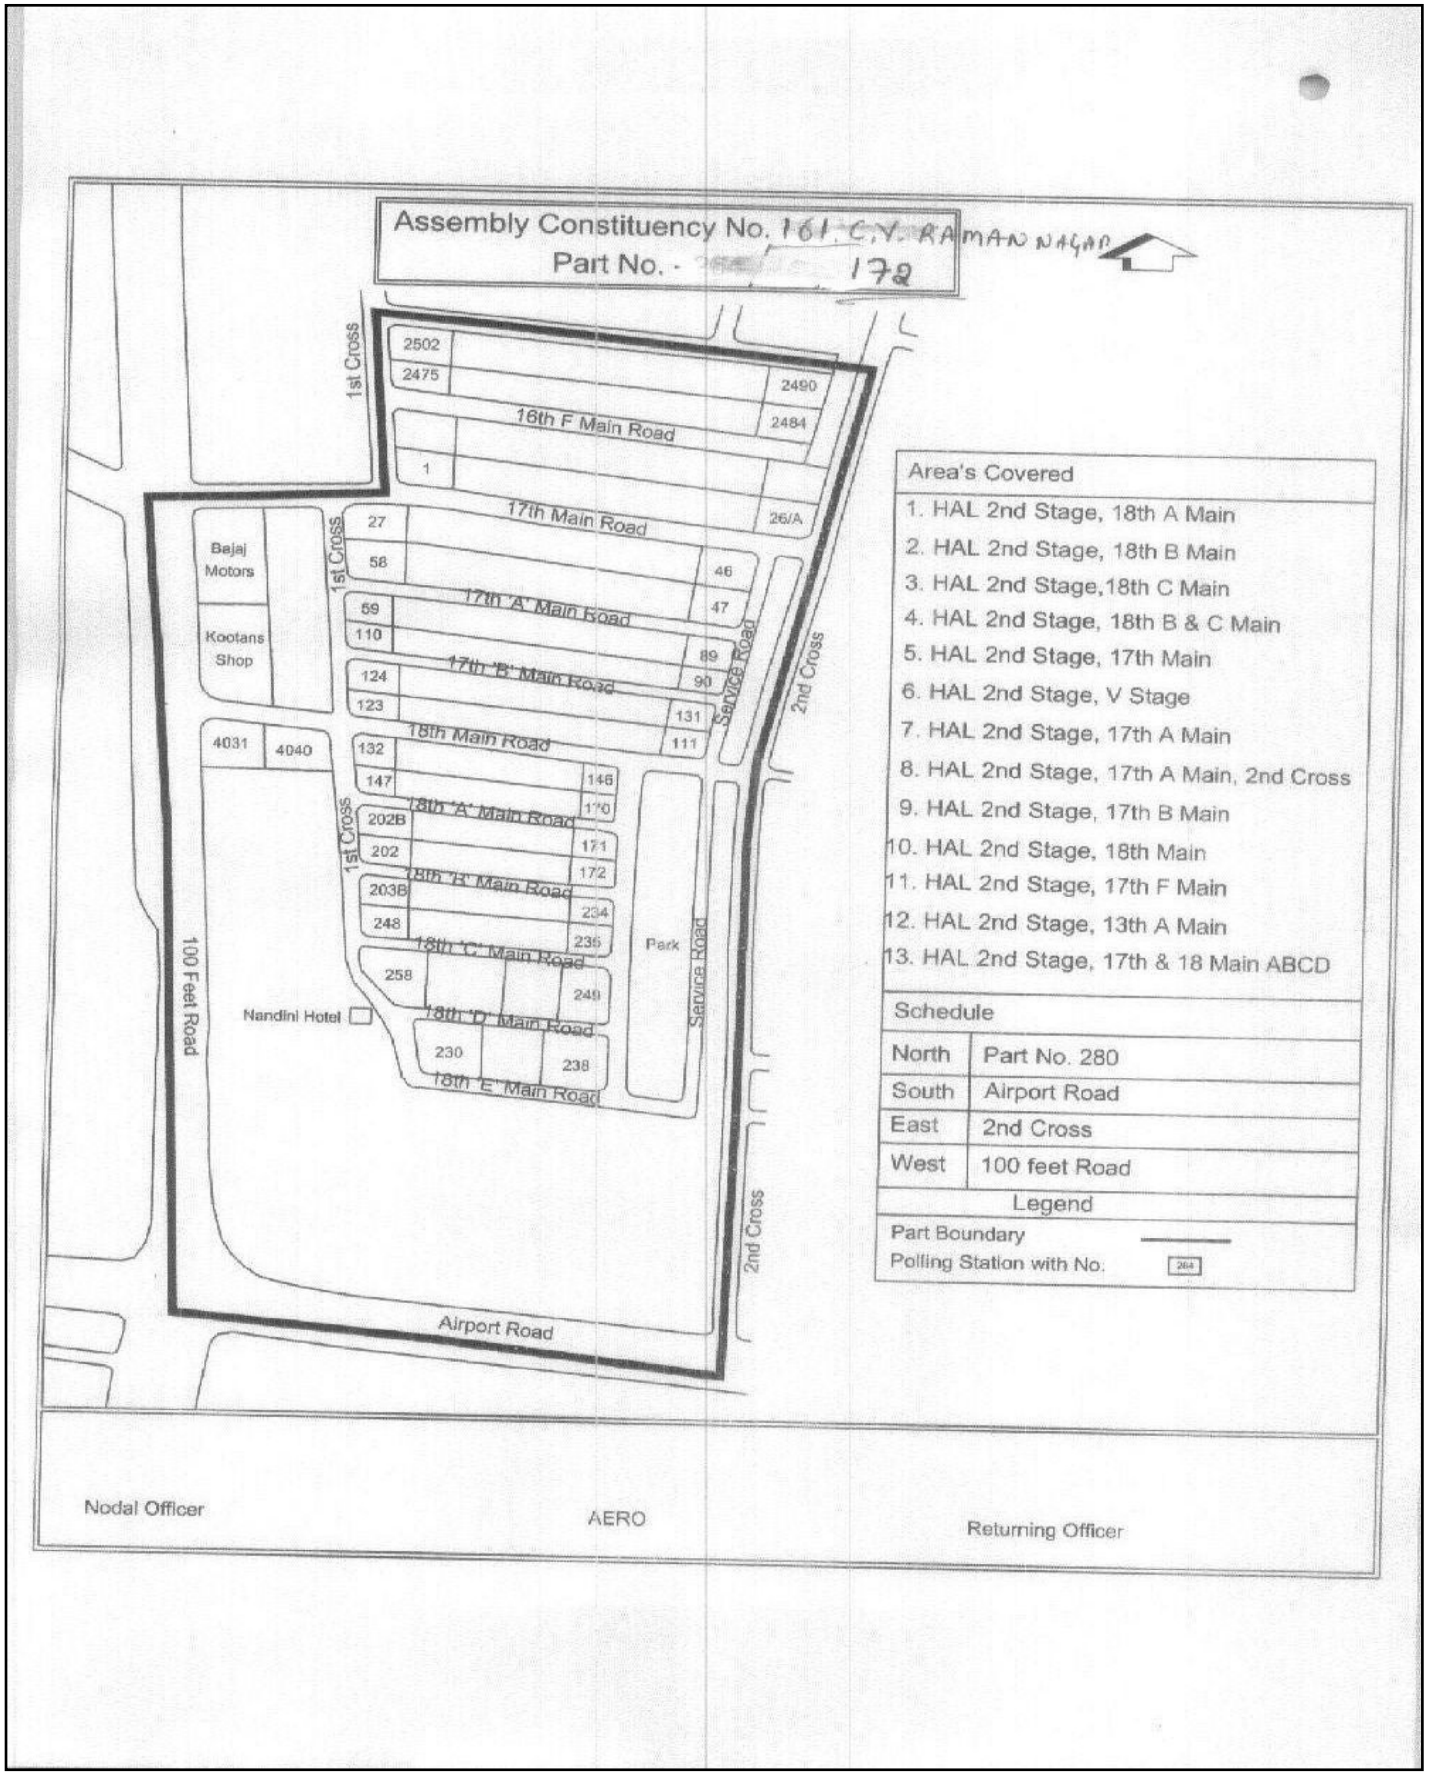 Assembly Constituency No. 161. C.V. RAMAN NAGAR
Part No. - 172
1st Cross
2502
2475
2490
2484
16th F Main Road
1
26/A
17th Main Road
Bajaj
Motors
Kootans
Shop
1st Cross
27
58
46
47
17th 'A' Main Road
59
110
89
90
17th 'B' Main Road
124
123
131
111
18th Main Road
Service Road
2nd Cross
4031
4040
132
147
146
170
18th 'A' Main Road
1st Cross
202B
202
171
172
18th 'B' Main Road
203B
248
234
235
18th 'C' Main Road
258
249
18th 'D' Main Road
230
238
18th 'E' Main Road
Park
Service Road
100 Feet Road
Nandini Hotel
2nd Cross
Airport Road
Area's Covered
1. HAL 2nd Stage, 18th A Main
2. HAL 2nd Stage, 18th B Main
3. HAL 2nd Stage,18th C Main
4. HAL 2nd Stage, 18th B & C Main
5. HAL 2nd Stage, 17th Main
6. HAL 2nd Stage, V Stage
7. HAL 2nd Stage, 17th A Main
8. HAL 2nd Stage, 17th A Main, 2nd Cross
9. HAL 2nd Stage, 17th B Main
10. HAL 2nd Stage, 18th Main
11. HAL 2nd Stage, 17th F Main
12. HAL 2nd Stage, 13th A Main
13. HAL 2nd Stage, 17th & 18 Main ABCD
Schedule
North Part No. 280
South Airport Road
East 2nd Cross
West 100 feet Road
Legend
Part Boundary
Polling Station with No. 264
Nodal Officer
AERO
Returning Officer